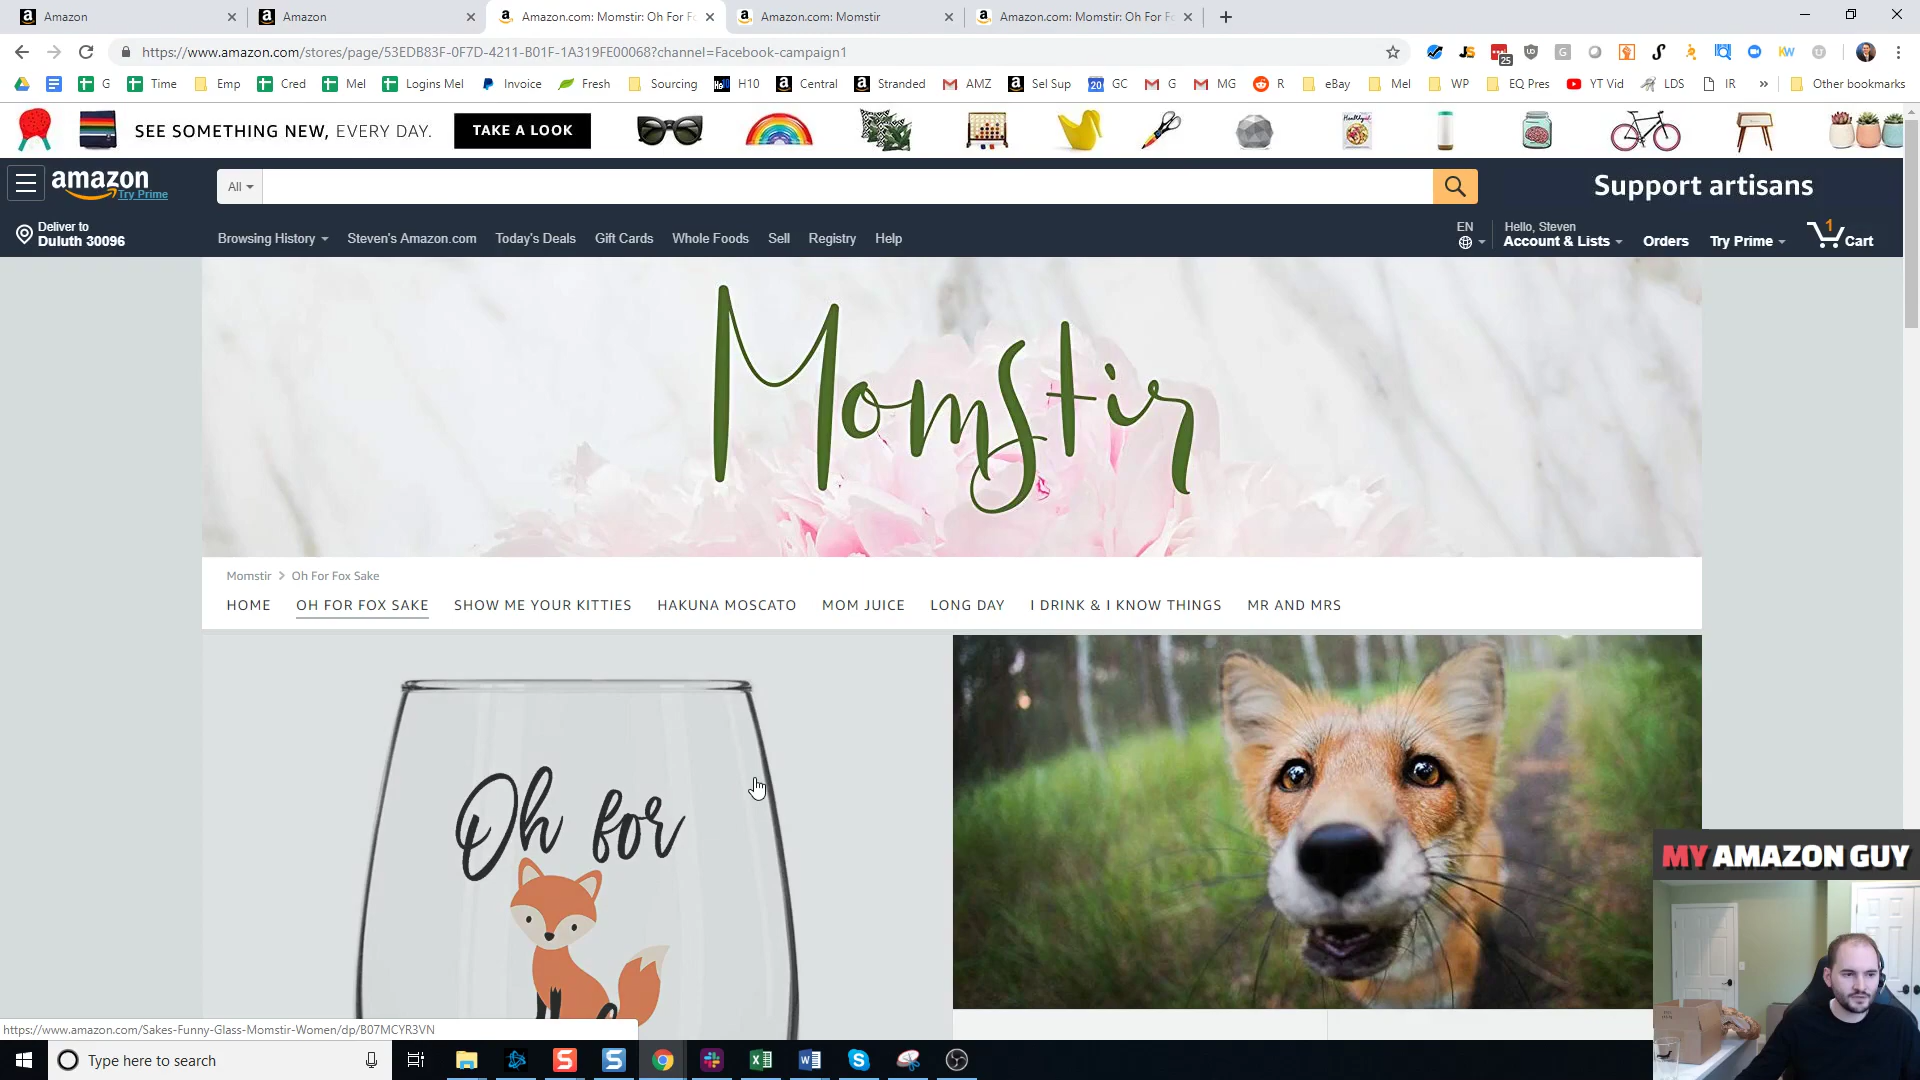 Amazon
Amazon
Amazon.com: Momstir: Oh For Fo
Amazon.com: Momstir
Amazon.com: Momstir: Oh For Fo
https://www.amazon.com/stores/page/53EDB83F-0F7D-4211-B01F-1A319FE00068?channel=Facebook-campaign1
25
G Time Emp Cred Mel Logins Mel Invoice Fresh Sourcing H10 Central Stranded AMZ Sel Sup GC G MG R eBay Mel WP EQ Pres YT Vid LDS IR » Other bookmarks
SEE SOMETHING NEW, EVERY DAY. TAKE A LOOK
amazon
Try Prime
All
Support artisans
Deliver to
Duluth 30096
Browsing History Steven's Amazon.com Today's Deals Gift Cards Whole Foods Sell Registry Help
EN
Hello, Steven
Account & Lists Orders Try Prime 1 Cart
Momstir
Momstir > Oh For Fox Sake
HOME OH FOR FOX SAKE SHOW ME YOUR KITTIES HAKUNA MOSCATO MOM JUICE LONG DAY I DRINK & I KNOW THINGS MR AND MRS
Oh for
MY AMAZON GUY
https://www.amazon.com/Sakes-Funny-Glass-Momstir-Women/dp/B07MCYR3VN
Type here to search